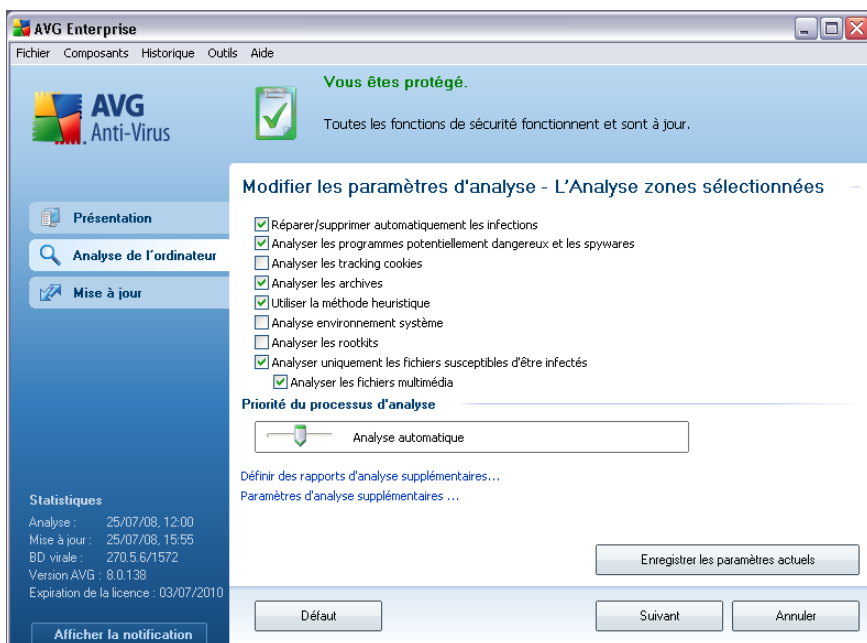 AVG Enterprise
Fichier Composants Historique Outils Aide
AVG
Anti-Virus
Vous êtes protégé.
Toutes les fonctions de sécurité fonctionnent et sont à jour.
Présentation
Analyse de l'ordinateur
Mise à jour
Modifier les paramètres d'analyse - L'Analyse zones sélectionnées
Réparer/supprimer automatiquement les infections
Analyser les programmes potentiellement dangereux et les spywares
Analyser les tracking cookies
Analyser les archives
Utiliser la méthode heuristique
Analyse environnement système
Analyser les rootkits
Analyser uniquement les fichiers susceptibles d'être infectés
Analyser les fichiers multimédia
Priorité du processus d'analyse
Analyse automatique
Définir des rapports d'analyse supplémentaires...
Paramètres d'analyse supplémentaires ...
Statistiques
Analyse : 25/07/08, 12:00
Mise à jour : 25/07/08, 15:55
BD virale : 270.5.6/1572
Version AVG : 8.0.138
Expiration de la licence : 03/07/2010
Afficher la notification
Enregistrer les paramètres actuels
Défaut
Suivant
Annuler